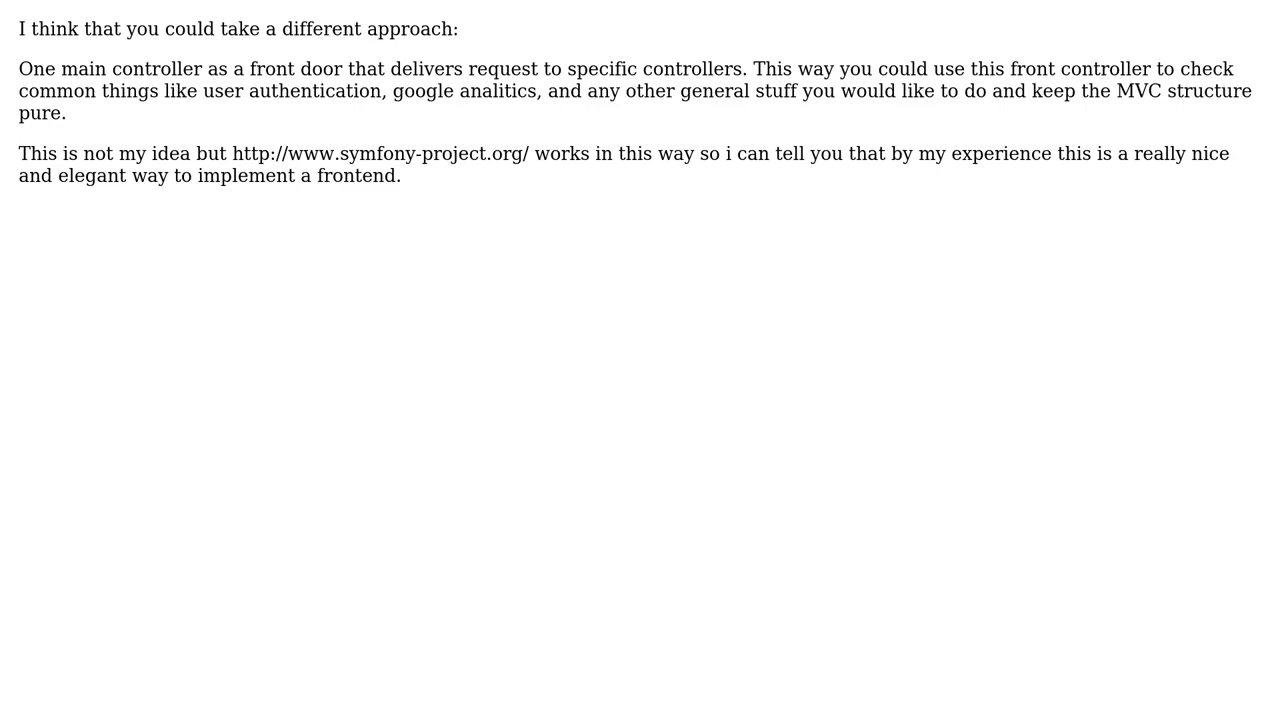 I think that you could take a different approach:
One main controller as a front door that delivers request to specific controllers. This way you could use this front controller to check
common things like user authentication, google analitics, and any other general stuff you would like to do and keep the MVC structure
pure.
This is not my idea but http://www.symfony-project.org/ works in this way so i can tell you that by my experience this is a really nice
and elegant way to implement a frontend.